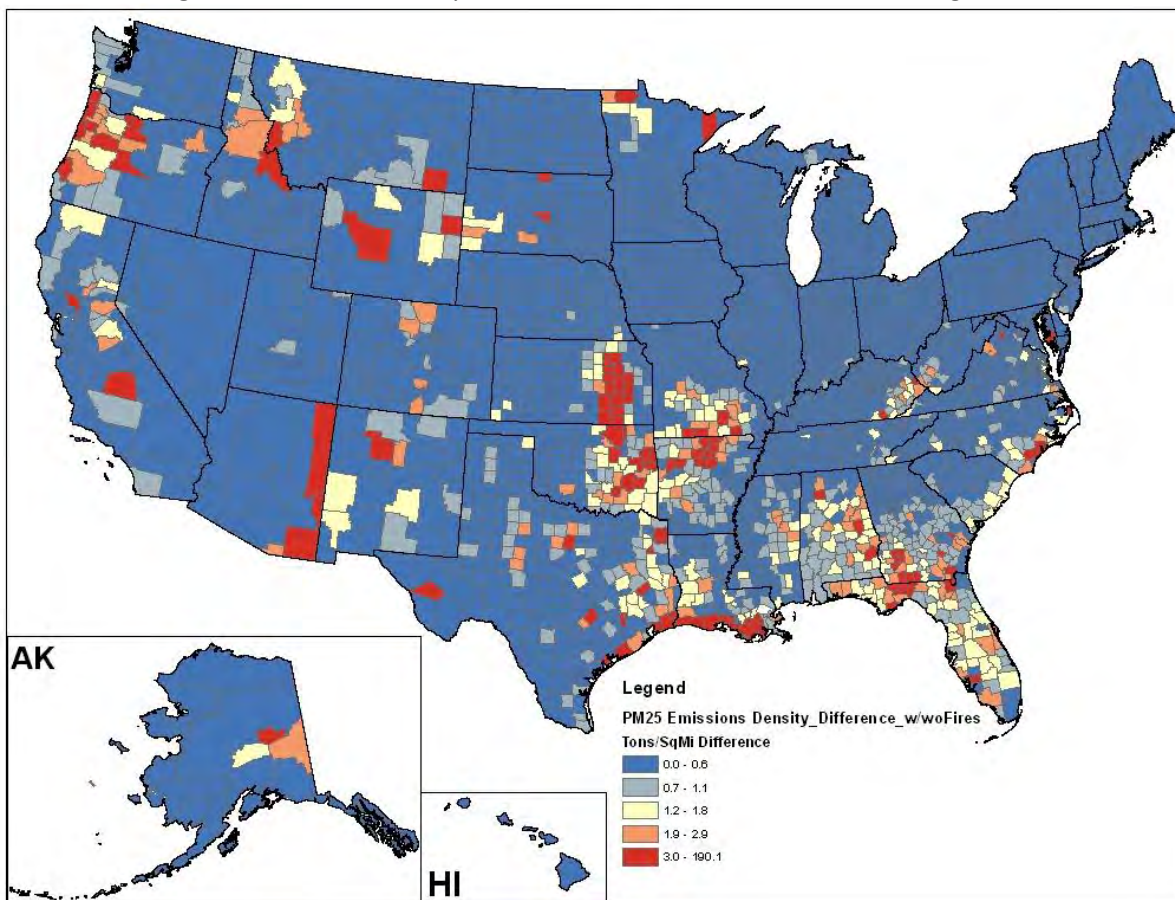 AK
HI
Legend
PM25 Emissions Density_Difference_w/woFires
Tons/SqMi Difference
0.0 - 0.6
0.7 - 1.1
1.2 - 1.8
1.9 - 2.9
3.0 - 190.1